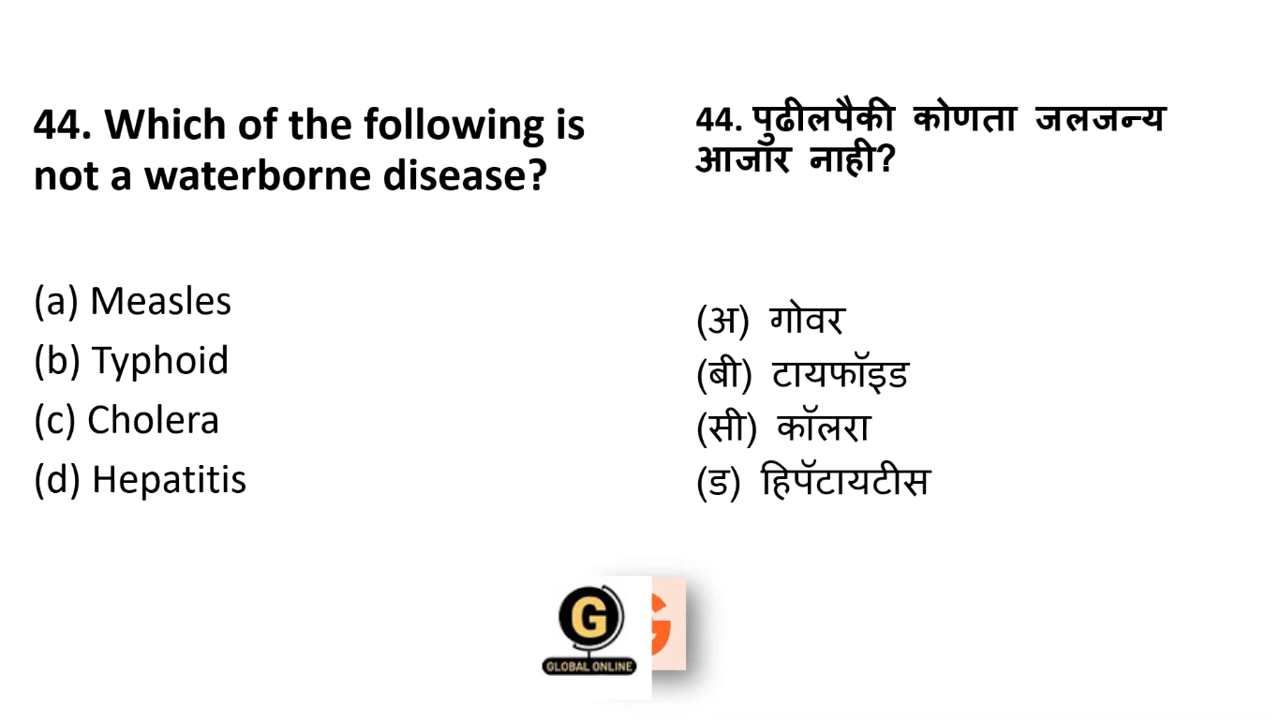 44. Which of the following is
not a waterborne disease?
(a) Measles
(b) Typhoid
(c) Cholera
(d) Hepatitis
44. पुढीलपैकी कोणता जलजन्य
आजार नाही?
(अ) गोवर
(बी) टायफॉइड
(सी) कॉलरा
(ड) हिपॅटायटीस
G
GLOBAL ONLINE
G